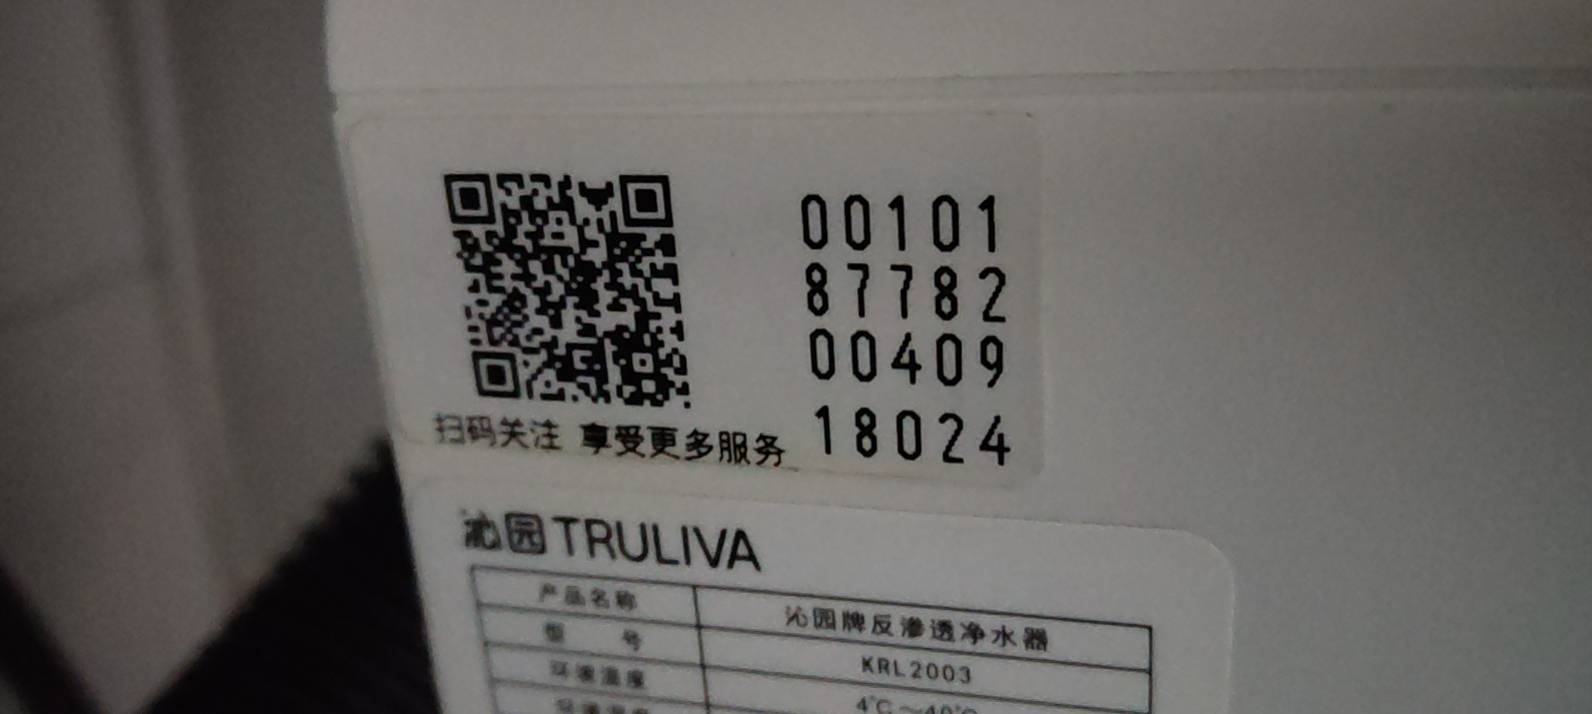 00101
87782
00409
18024
扫码关注 享受更多服务
沁园TRULIVA
产品名称 沁园牌反渗透净水器
型 号 KRL2003
环境温度 4℃~40℃